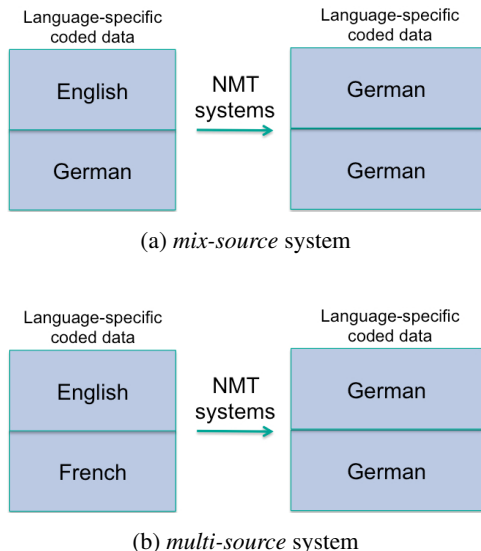 Language-specific
coded data
Language-specific
coded data
English
NMT
systems
German
German
German
(a) mix-source system
Language-specific
coded data
Language-specific
coded data
English
NMT
systems
German
French
German
(b) multi-source system